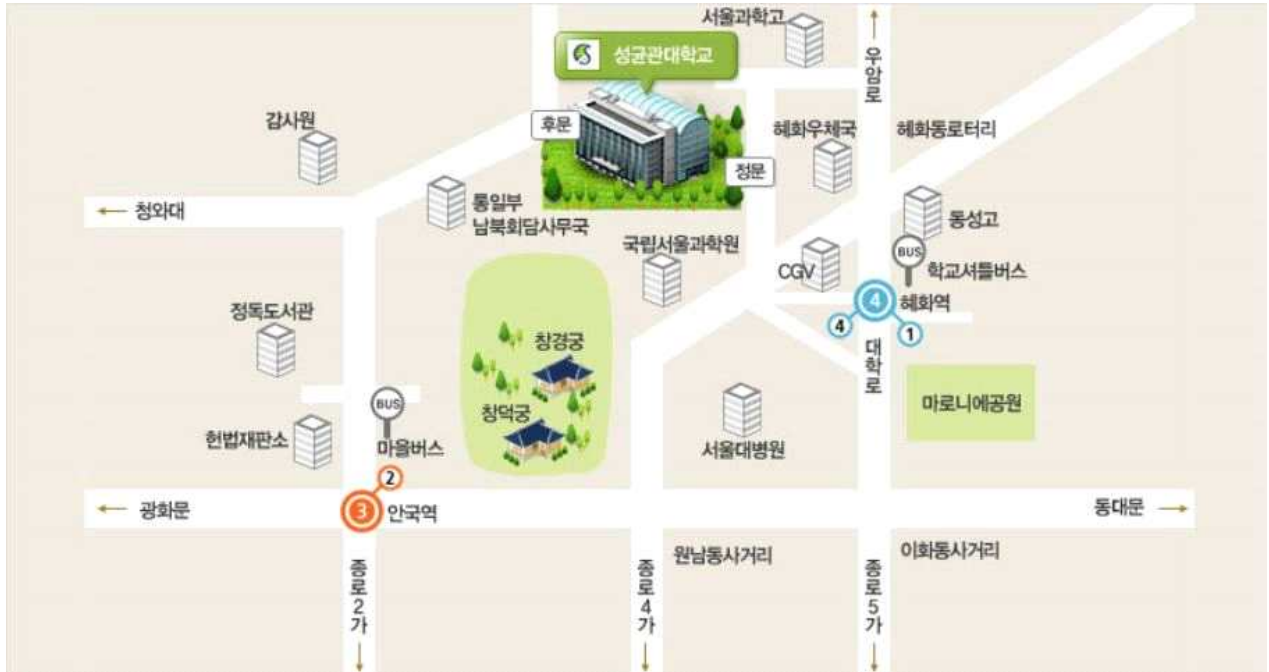 서울과학고
성균관대학교
우암로
감사원
후문
혜화우체국
혜화동로터리
정문
청와대
통일부
남북회담사무국
동성고
국립서울과학원
CGV
BUS
학교셔틀버스
4
혜화역
4
1
정독도서관
창경궁
대학로
마로니에공원
BUS
창덕궁
헌법재판소
마을버스
서울대병원
2
광화문
3
안국역
동대문
원남동사거리
이화동사거리
종로2가
종로4가
종로5가